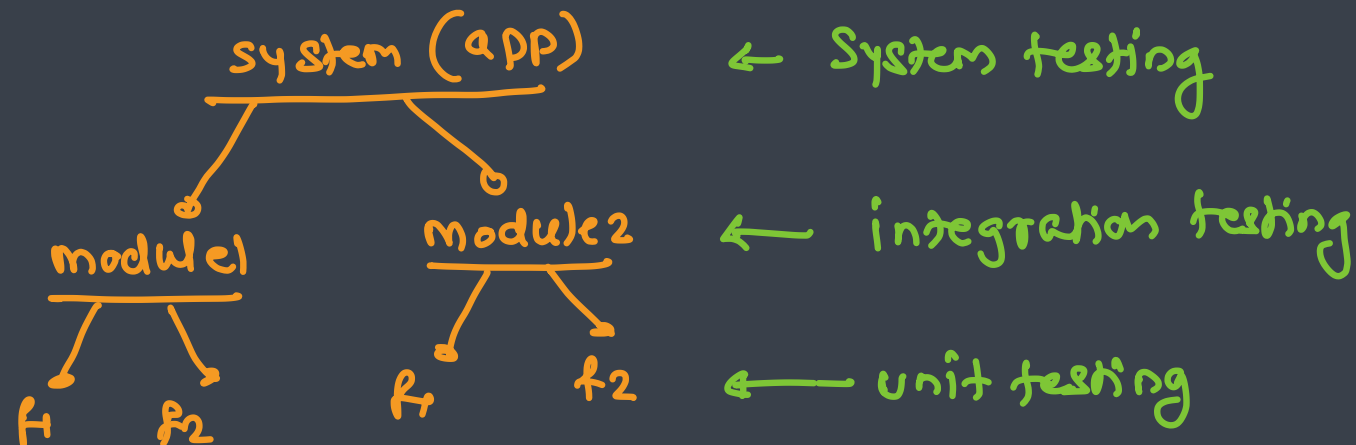 system (app) ← System testing
module1 module2 ← integration testing
f1 f2 f1 f2 ← unit testing